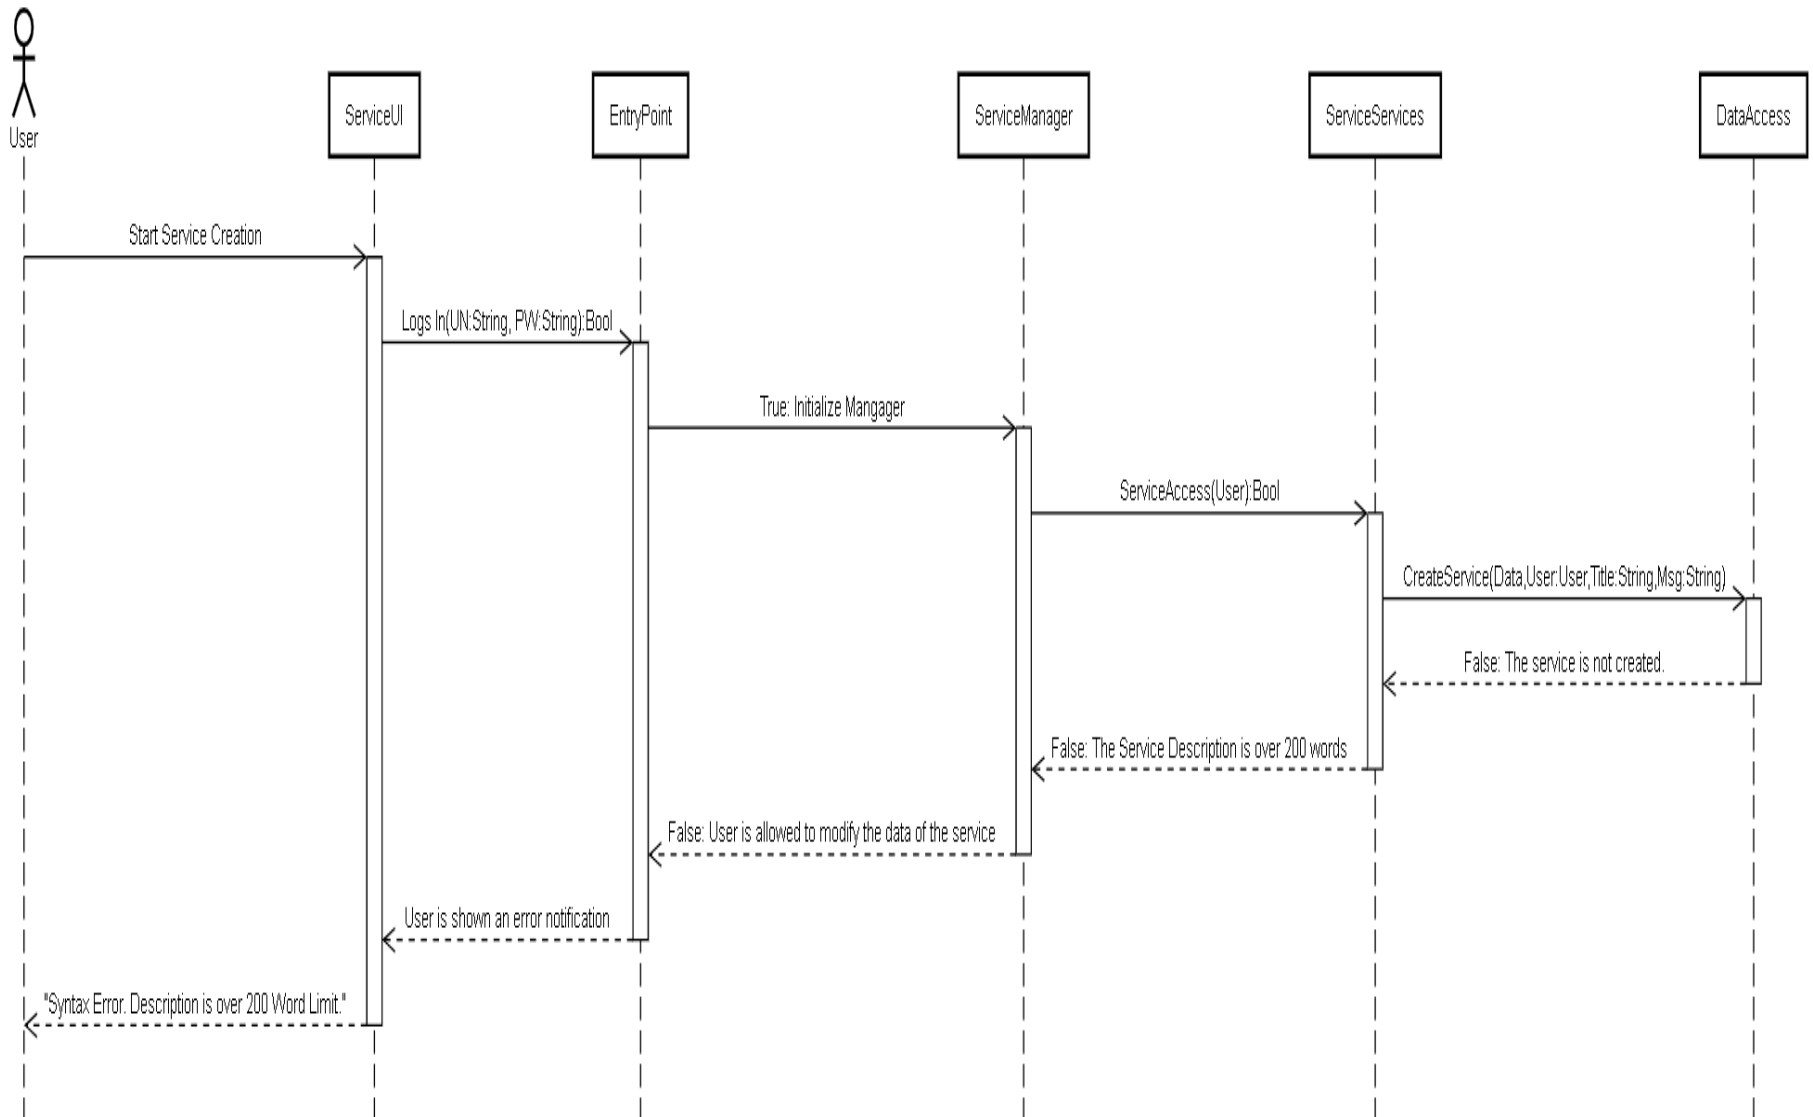 User
ServiceUI
EntryPoint
ServiceManager
ServiceServices
DataAccess
Start Service Creation
Logs In(UN:String, PW:String):Bool
True: Initialize Mangager
ServiceAccess(User):Bool
CreateService(Data,User:User,Title:String,Msg:String)
False: The service is not created.
False: The Service Description is over 200 words
False: User is allowed to modify the data of the service
User is shown an error notification
"Syntax Error. Description is over 200 Word Limit."